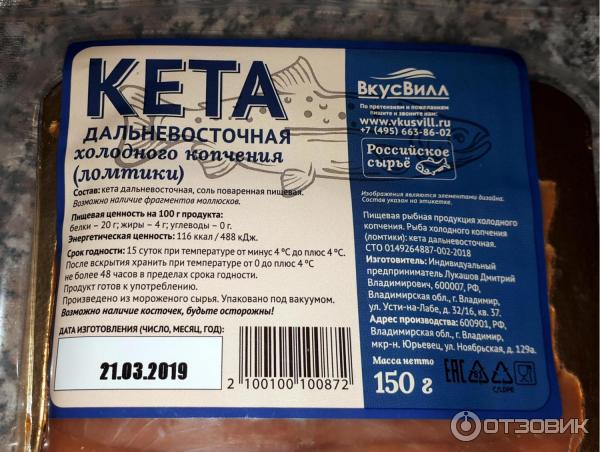 КЕТА
ДАЛЬНЕВОСТОЧНАЯ
холодного копчения
(ломтики)
Состав: кета дальневосточная, соль поваренная пищевая.
Возможно наличие фрагментов моллюсков.
Пищевая ценность на 100 г продукта:
белки – 20 г; жиры – 4 г; углеводы – 0 г.
Энергетическая ценность: 116 ккал / 488 кДж.
Срок годности: 15 суток при температуре от минус 4 °C до плюс 4 °C.
После вскрытия хранить при температуре от 0 до плюс 4 °C
не более 48 часов в пределах срока годности.
Продукт готов к употреблению.
Произведено из мороженого сырья. Упаковано под вакуумом.
Возможно наличие косточек, будьте осторожны!
ДАТА ИЗГОТОВЛЕНИЯ (ЧИСЛО, МЕСЯЦ, ГОД):
21.03.2019
2 100100 100872
ВкусВилл
По претензиям и пожеланиям
пишите и звоните нам:
www.vkusvill.ru
+7 (495) 663-86-02
Российское
сырьё
Изображения являются элементами дизайна.
Состав указан на этикетке.
Пищевая рыбная продукция холодного
копчения. Рыба холодного копчения
(ломтики): кета дальневосточная.
СТО 0149264887-002-2018
Изготовитель: Индивидуальный
предприниматель Лукашов Дмитрий
Владимирович, 600007, РФ,
Владимирская обл., г. Владимир,
ул. Усти-на-Лабе, д. 32/16, кв. 37.
Адрес производства: 600901, РФ,
Владимирская обл., г. Владимир,
мкр-н. Юрьевец, ул. Ноябрьская, д. 129а.
Масса нетто
150 г
EAC
C/LDPE
ОТЗОВИК